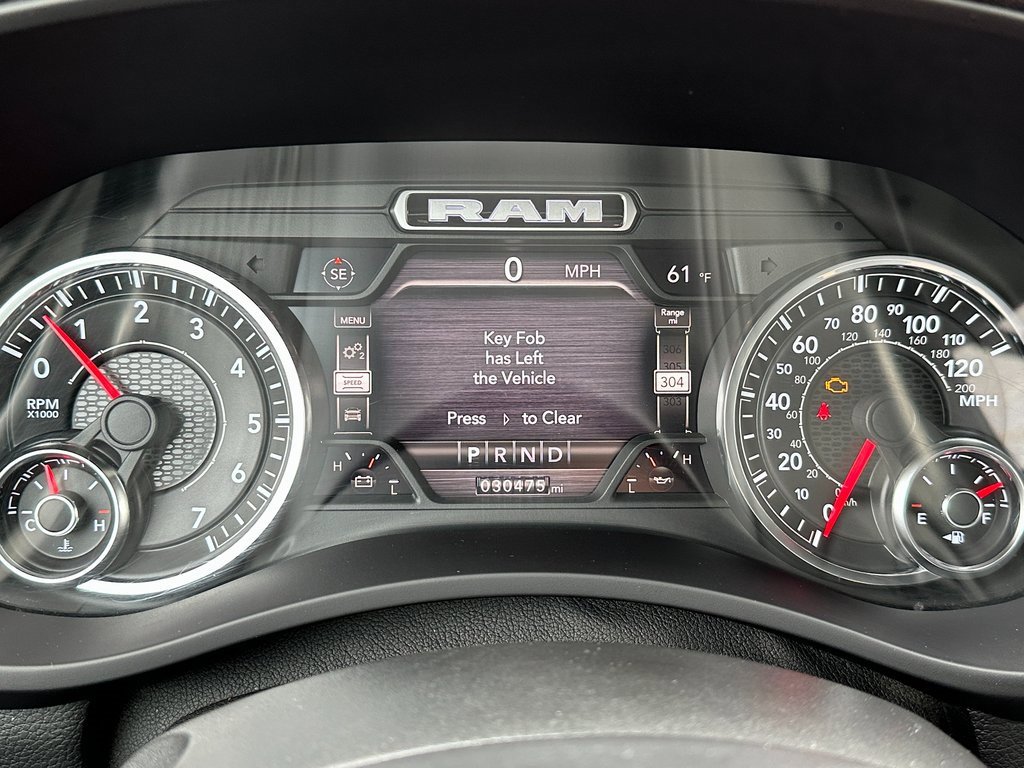 RAM
SE
0 MPH
61 °F
MENU
2
SPEED
Key Fob
has Left
the Vehicle
Press to Clear
Range
mi
306
305
304
303
P R N D
030475 mi
H L
L H
0 1 2 3 4 5 6 7
RPM
X1000
C H
0 10 20 30 40 50 60 70 80 90 100 110 120
MPH
0 20 40 60 80 100 120 140 160 180 200
km/h
E F